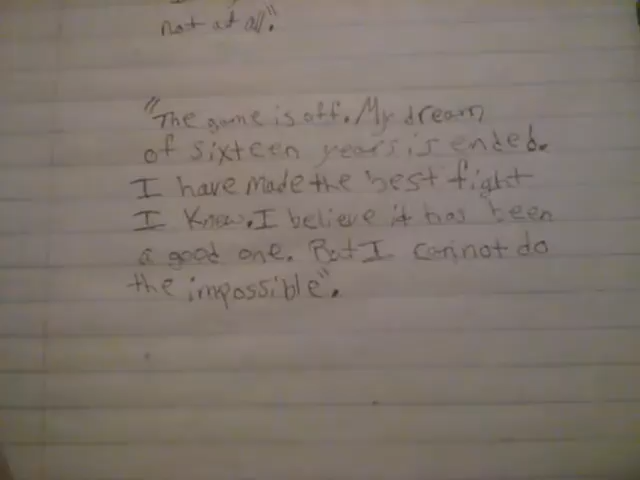 not at all."
"The game is off. My dream
of sixteen years is ended.
I have made the best fight
I know. I believe it has been
a good one. But I cannot do
the impossible".